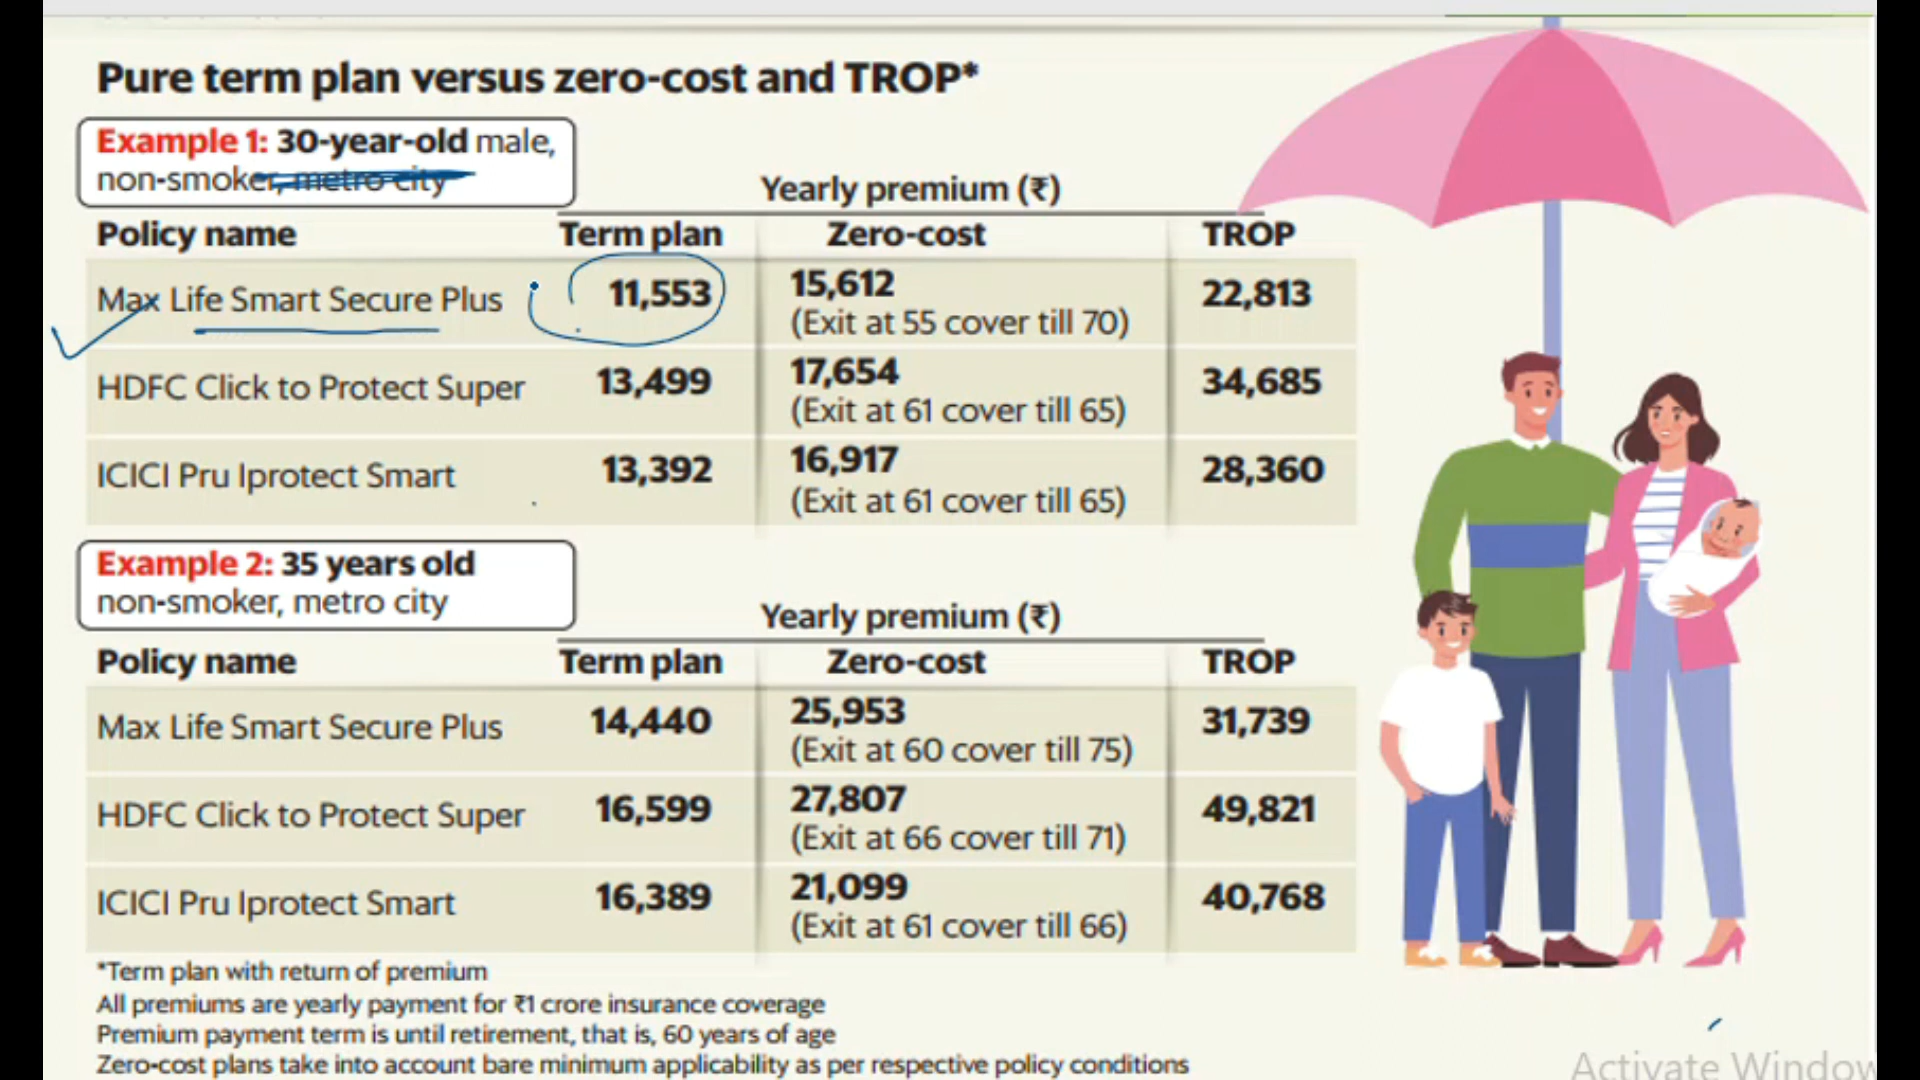 Pure term plan versus zero-cost and TROP*
Example 1: 30-year-old male,
non-smoker, metro city
Yearly premium (₹)
Policy name Term plan Zero-cost TROP
Max Life Smart Secure Plus 11,553 15,612 22,813
(Exit at 55 cover till 70)
HDFC Click to Protect Super 13,499 17,654 34,685
(Exit at 61 cover till 65)
ICICI Pru Iprotect Smart 13,392 16,917 28,360
(Exit at 61 cover till 65)
Example 2: 35 years old
non-smoker, metro city
Yearly premium (₹)
Policy name Term plan Zero-cost TROP
Max Life Smart Secure Plus 14,440 25,953 31,739
(Exit at 60 cover till 75)
HDFC Click to Protect Super 16,599 27,807 49,821
(Exit at 66 cover till 71)
ICICI Pru Iprotect Smart 16,389 21,099 40,768
(Exit at 61 cover till 66)
*Term plan with return of premium
All premiums are yearly payment for ₹1 crore insurance coverage
Premium payment term is until retirement, that is, 60 years of age
Zero-cost plans take into account bare minimum applicability as per respective policy conditions
Activate Window